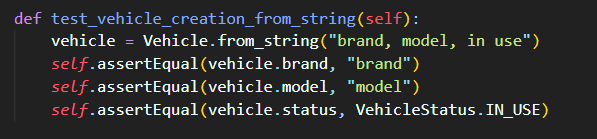 def test_vehicle_creation_from_string(self):
    vehicle = Vehicle.from_string("brand, model, in use")
    self.assertEqual(vehicle.brand, "brand")
    self.assertEqual(vehicle.model, "model")
    self.assertEqual(vehicle.status, VehicleStatus.IN_USE)